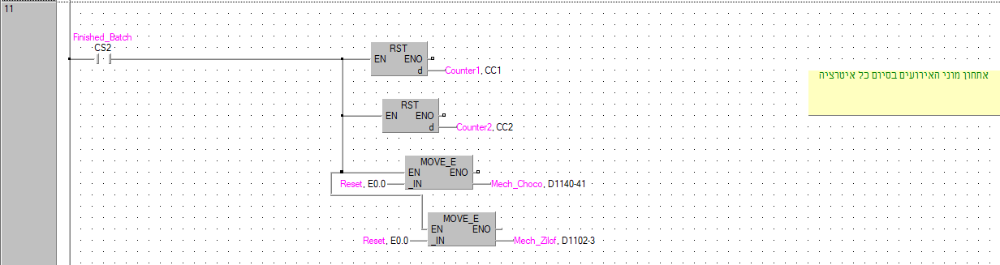 11
Finished_Batch
CS2
RST
EN ENO
d Counter1, CC1
אתחון מוני האירועים בסיום כל איטרציה
RST
EN ENO
d Counter2, CC2
MOVE_E
EN ENO
Reset, E0.0 _IN Mech_Choco, D1140-41
MOVE_E
EN ENO
Reset, E0.0 _IN Mech_Zilof, D1102-3